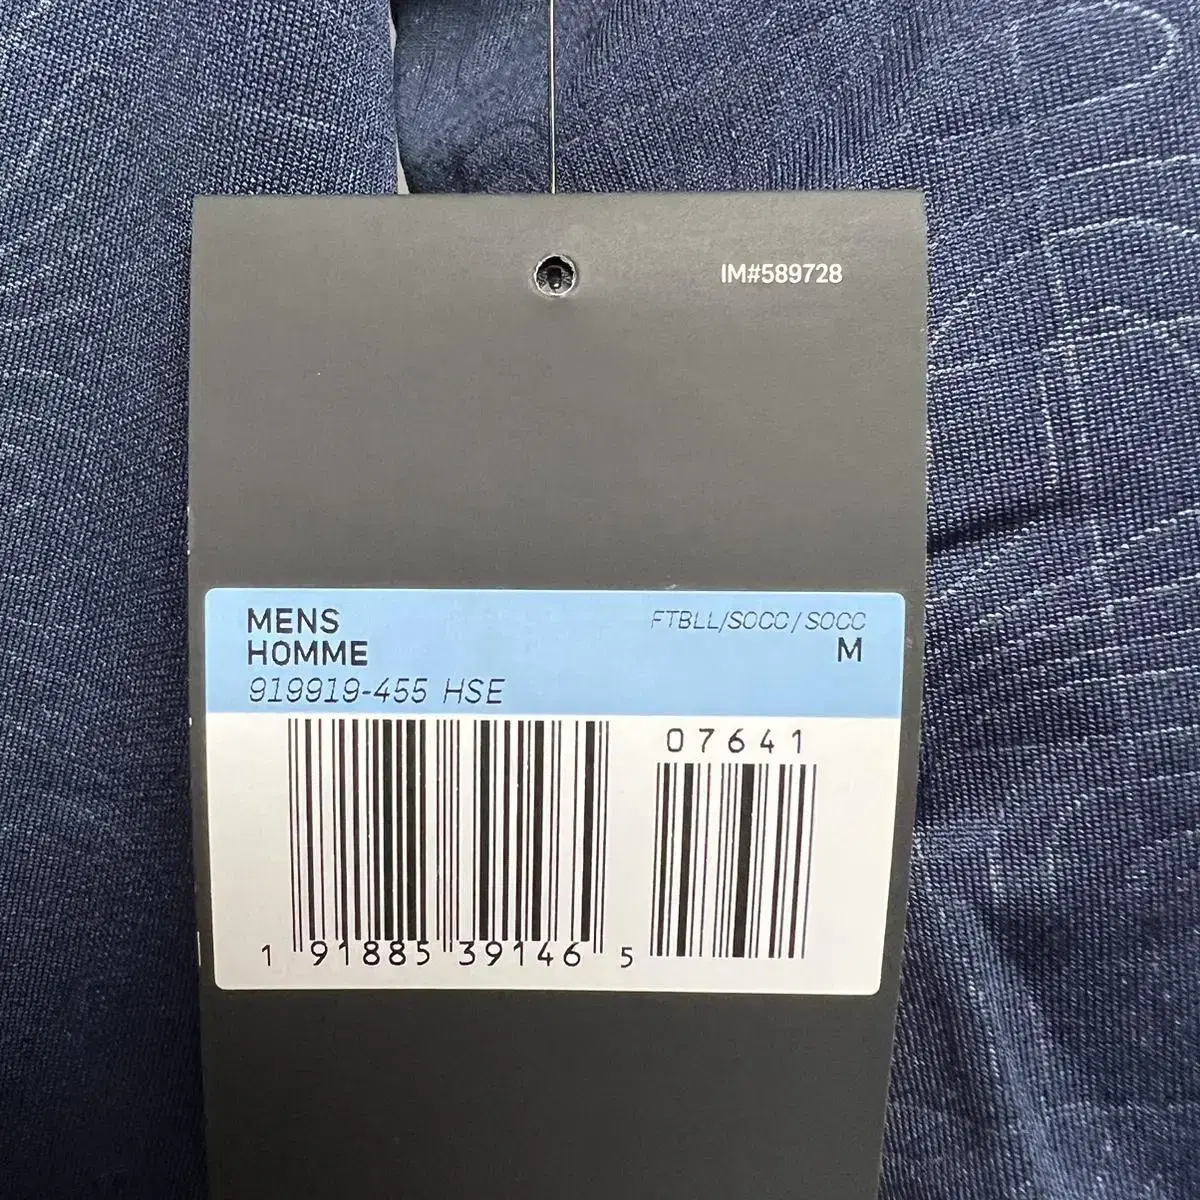 IM#589728
MENS
HOMME
919919-455 HSE
FTBLL/SOCC/SOCC
M
07641
1 91885 39146 5